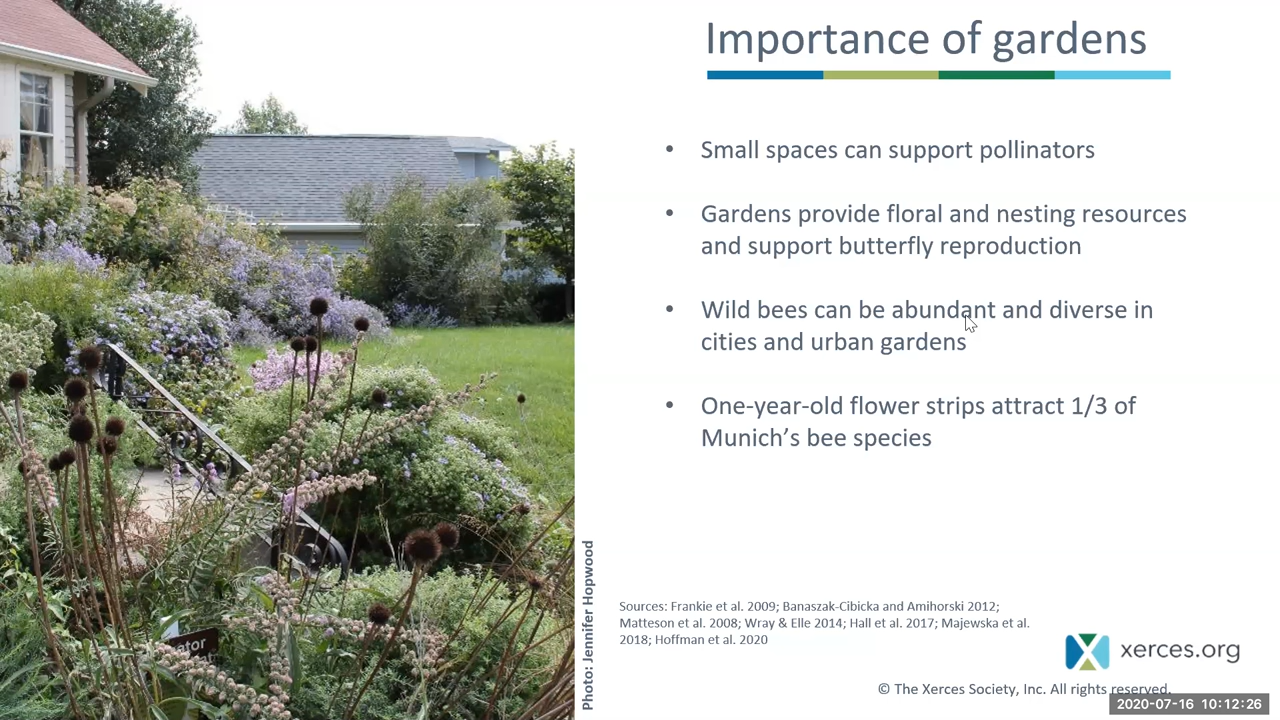 Importance of gardens
• Small spaces can support pollinators
• Gardens provide floral and nesting resources
and support butterfly reproduction
• Wild bees can be abundant and diverse in
cities and urban gardens
• One-year-old flower strips attract 1/3 of
Munich’s bee species
Photo: Jennifer Hopwood
Sources: Frankie et al. 2009; Banaszak-Cibicka and Amihorski 2012;
Matteson et al. 2008; Wray & Elle 2014; Hall et al. 2017; Majewska et al.
2018; Hoffman et al. 2020
xerces.org
© The Xerces Society, Inc. All rights reserved.
2020-07-16 10:12:26